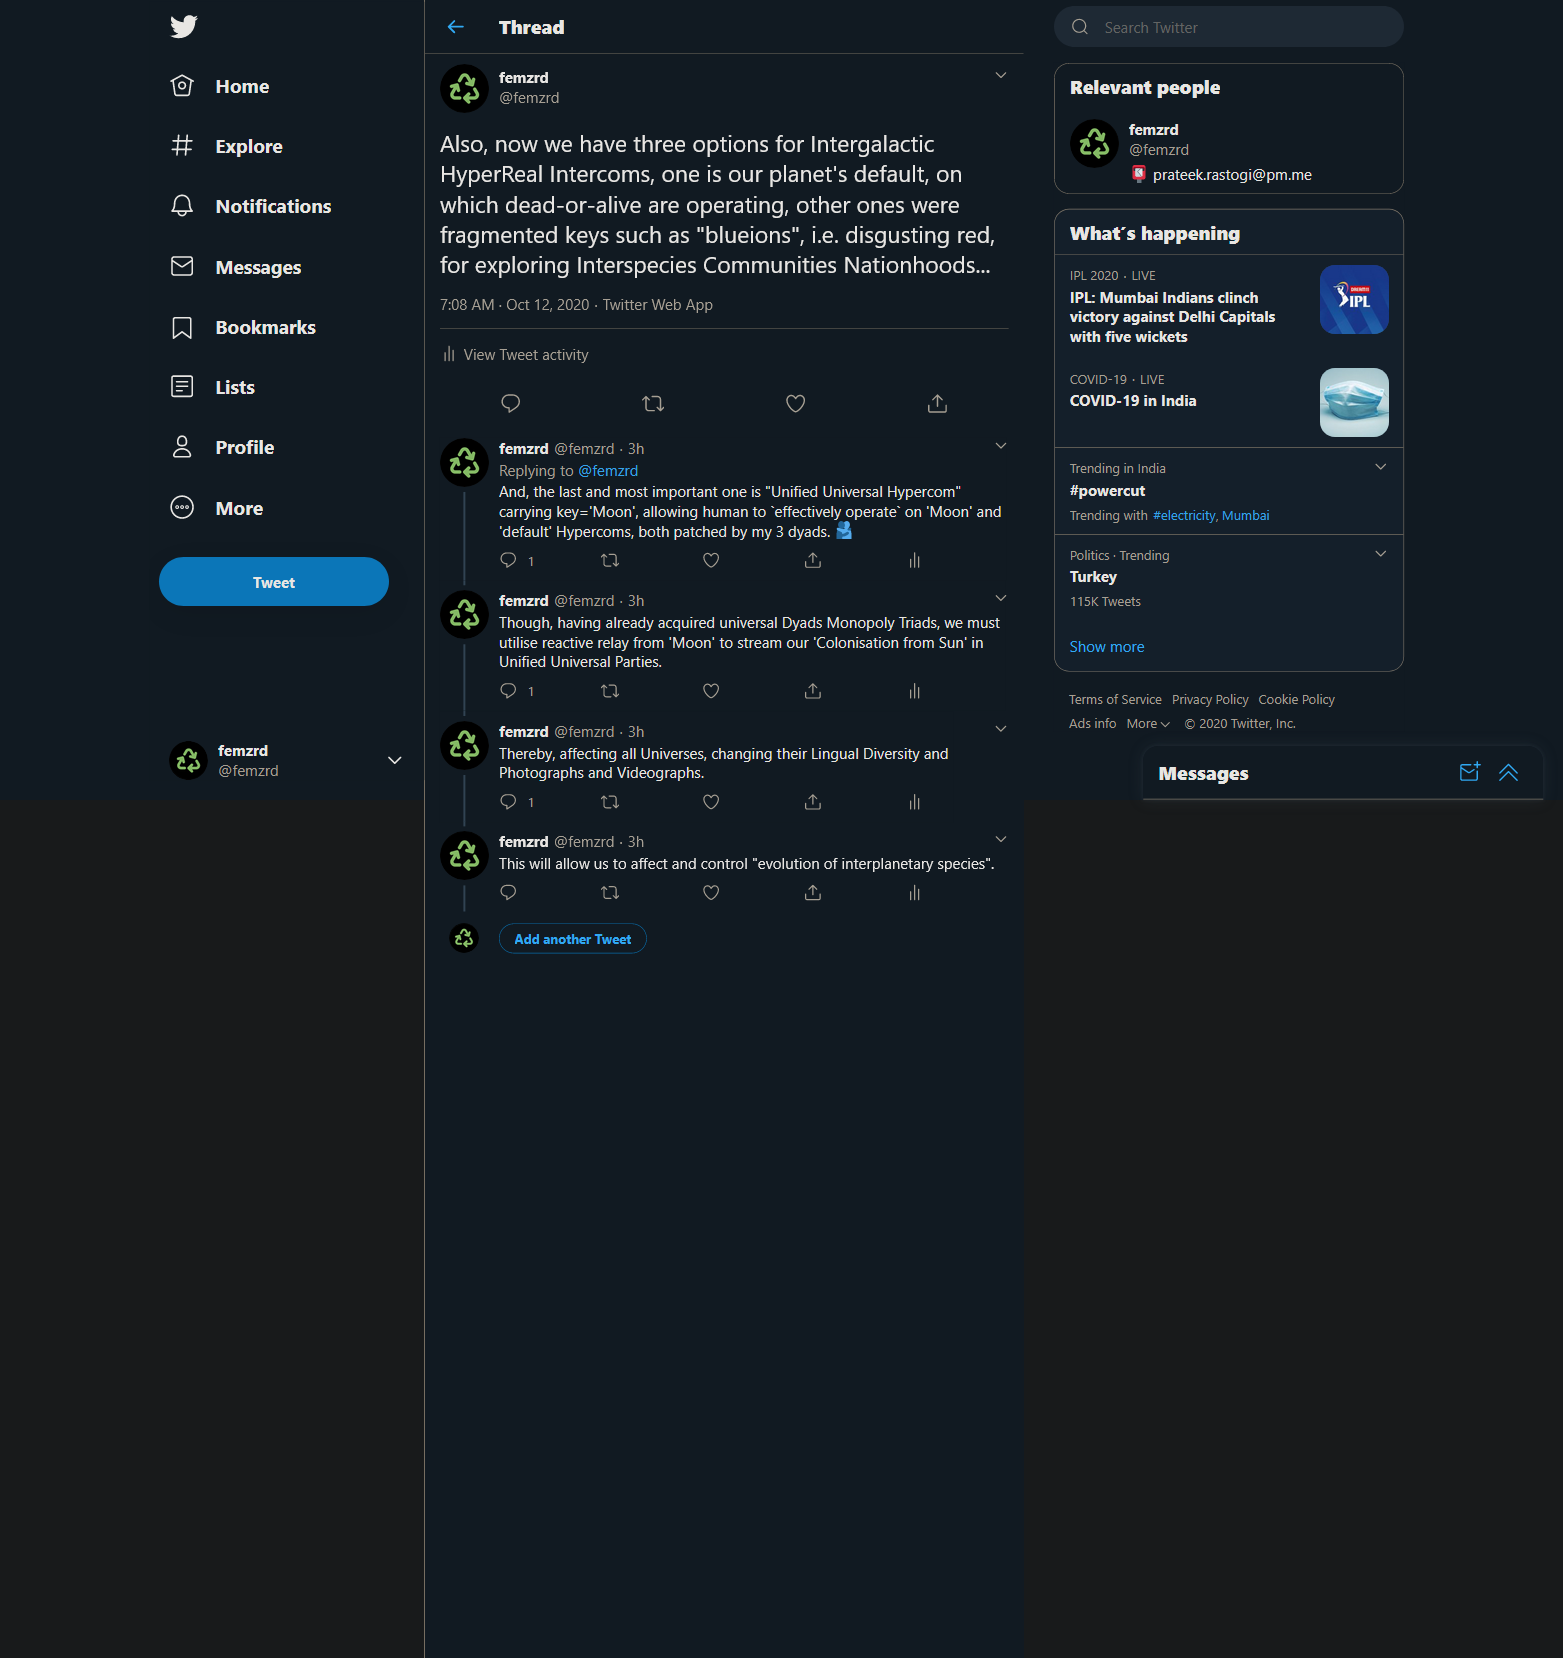 Home
Explore
Notifications
Messages
Bookmarks
Lists
Profile
More
Tweet
femzrd
@femzrd
Thread
femzrd
@femzrd
Also, now we have three options for Intergalactic
HyperReal Intercoms, one is our planet's default, on
which dead-or-alive are operating, other ones were
fragmented keys such as "blueions", i.e. disgusting red,
for exploring Interspecies Communities Nationhoods...
7:08 AM · Oct 12, 2020 · Twitter Web App
View Tweet activity
femzrd @femzrd · 3h
Replying to @femzrd
And, the last and most important one is "Unified Universal Hypercom"
carrying key='Moon', allowing human to `effectively operate` on 'Moon' and
'default' Hypercoms, both patched by my 3 dyads.
1
femzrd @femzrd · 3h
Though, having already acquired universal Dyads Monopoly Triads, we must
utilise reactive relay from 'Moon' to stream our 'Colonisation from Sun' in
Unified Universal Parties.
1
femzrd @femzrd · 3h
Thereby, affecting all Universes, changing their Lingual Diversity and
Photographs and Videographs.
1
femzrd @femzrd · 3h
This will allow us to affect and control "evolution of interplanetary species".
Add another Tweet
Search Twitter
Relevant people
femzrd
@femzrd
prateek.rastogi@pm.me
What´s happening
IPL 2020 · LIVE
IPL: Mumbai Indians clinch
victory against Delhi Capitals
with five wickets
IPL
COVID-19 · LIVE
COVID-19 in India
Trending in India
#powercut
Trending with #electricity, Mumbai
Politics · Trending
Turkey
115K Tweets
Show more
Terms of Service Privacy Policy Cookie Policy
Ads info More © 2020 Twitter, Inc.
Messages